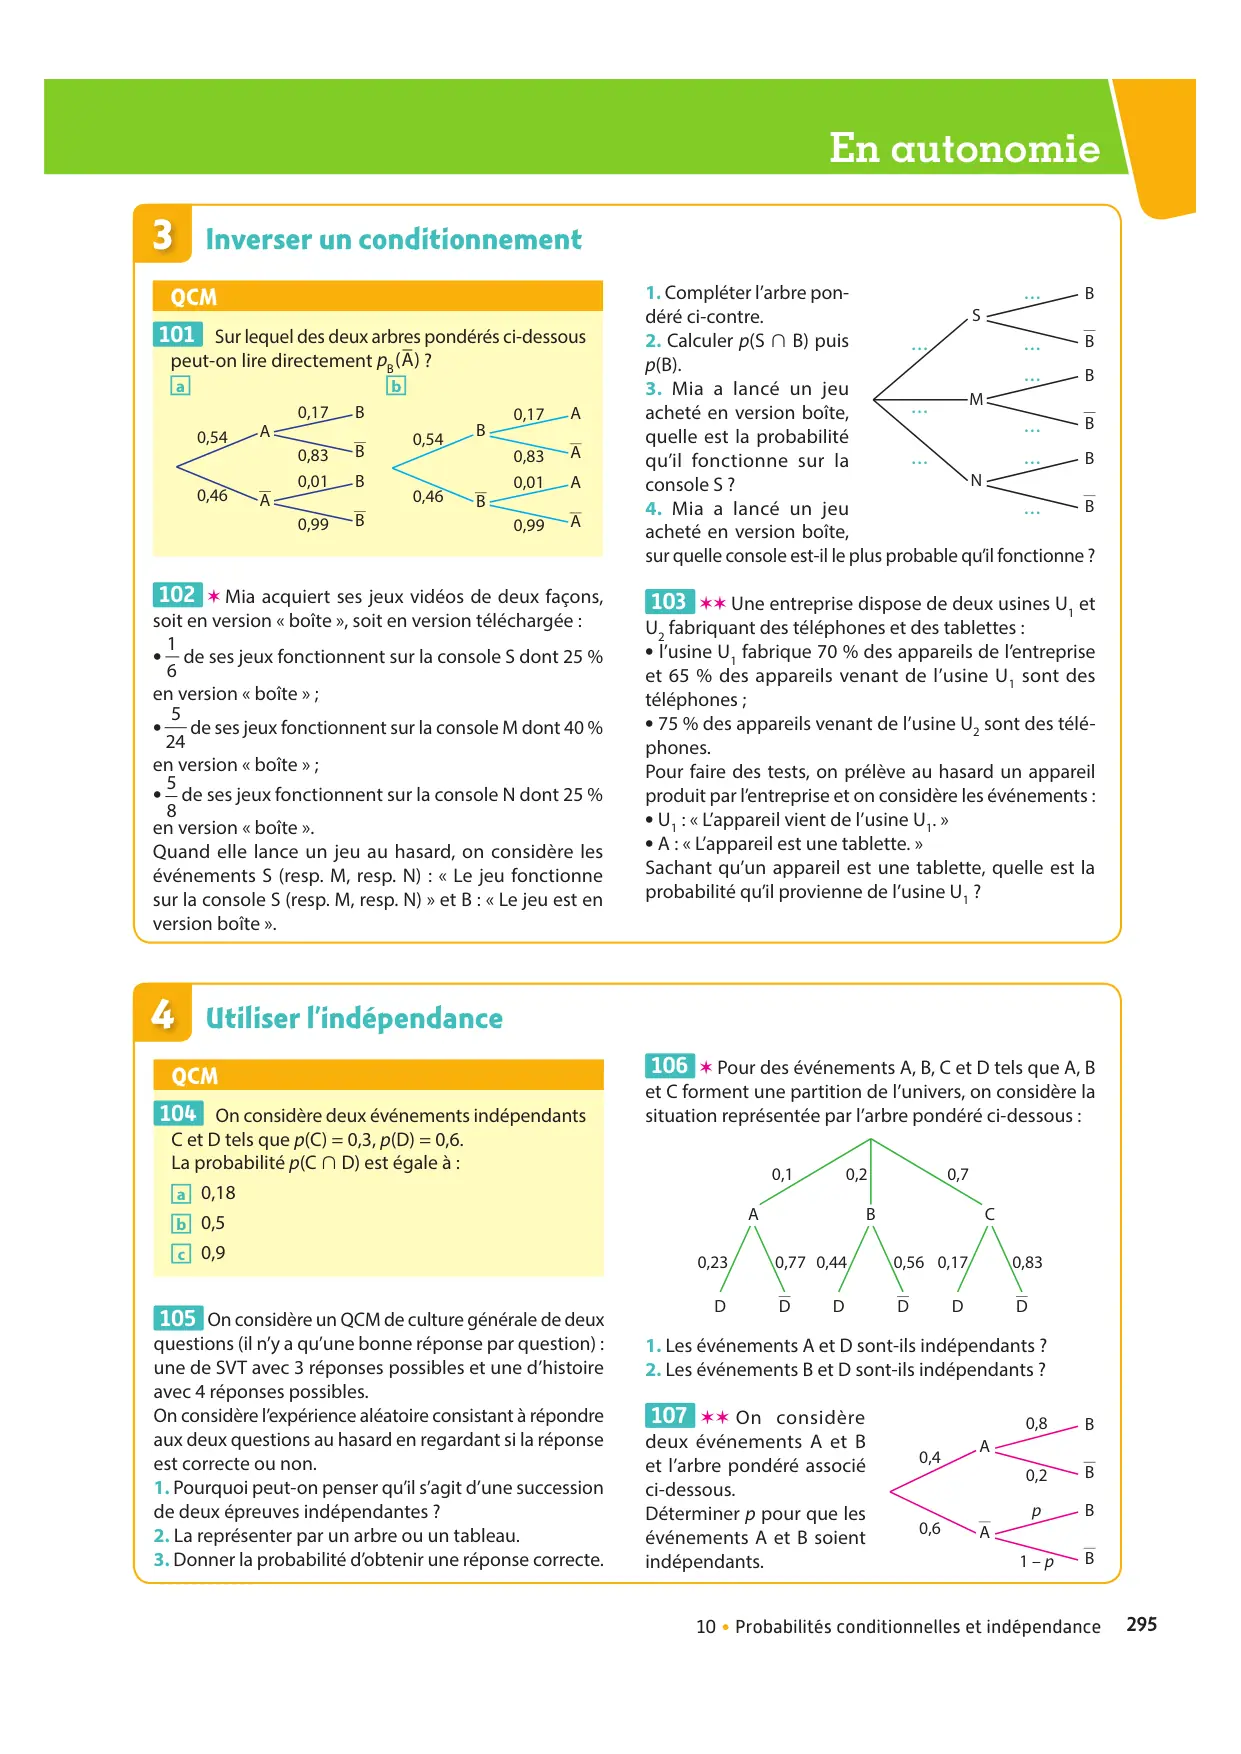 En autonomie
3 Inverser un conditionnement
QCM
101 Sur lequel des deux arbres pondérés ci-dessous
peut-on lire directement p_B(A̅) ?
a b
0,54 A 0,17 B
0,83 B̅
0,46 A̅ 0,01 B
0,99 B̅
0,54 B 0,17 A
0,83 A̅
0,46 B̅ 0,01 A
0,99 A̅
102 ✶ Mia acquiert ses jeux vidéos de deux façons,
soit en version « boîte », soit en version téléchargée :
• 1/6 de ses jeux fonctionnent sur la console S dont 25 %
en version « boîte » ;
• 5/24 de ses jeux fonctionnent sur la console M dont 40 %
en version « boîte » ;
• 5/8 de ses jeux fonctionnent sur la console N dont 25 %
en version « boîte ».
Quand elle lance un jeu au hasard, on considère les
événements S (resp. M, resp. N) : « Le jeu fonctionne
sur la console S (resp. M, resp. N) » et B : « Le jeu est en
version boîte ».
1. Compléter l'arbre pon-
déré ci-contre.
2. Calculer p(S ∩ B) puis
p(B).
3. Mia a lancé un jeu
acheté en version boîte,
quelle est la probabilité
qu'il fonctionne sur la
console S ?
4. Mia a lancé un jeu
acheté en version boîte,
sur quelle console est-il le plus probable qu'il fonctionne ?
... S ... B
... B̅
... M ... B
... B̅
... N ... B
... B̅
103 ✶✶ Une entreprise dispose de deux usines U₁ et
U₂ fabriquant des téléphones et des tablettes :
• l'usine U₁ fabrique 70 % des appareils de l'entreprise
et 65 % des appareils venant de l'usine U₁ sont des
téléphones ;
• 75 % des appareils venant de l'usine U₂ sont des télé-
phones.
Pour faire des tests, on prélève au hasard un appareil
produit par l'entreprise et on considère les événements :
• U₁ : « L'appareil vient de l'usine U₁. »
• A : « L'appareil est une tablette. »
Sachant qu'un appareil est une tablette, quelle est la
probabilité qu'il provienne de l'usine U₁ ?
4 Utiliser l'indépendance
QCM
104 On considère deux événements indépendants
C et D tels que p(C) = 0,3, p(D) = 0,6.
La probabilité p(C ∩ D) est égale à :
a 0,18
b 0,5
c 0,9
105 On considère un QCM de culture générale de deux
questions (il n'y a qu'une bonne réponse par question) :
une de SVT avec 3 réponses possibles et une d'histoire
avec 4 réponses possibles.
On considère l'expérience aléatoire consistant à répondre
aux deux questions au hasard en regardant si la réponse
est correcte ou non.
1. Pourquoi peut-on penser qu'il s'agit d'une succession
de deux épreuves indépendantes ?
2. La représenter par un arbre ou un tableau.
3. Donner la probabilité d'obtenir une réponse correcte.
106 ✶ Pour des événements A, B, C et D tels que A, B
et C forment une partition de l'univers, on considère la
situation représentée par l'arbre pondéré ci-dessous :
0,1 0,2 0,7
A B C
0,23 0,77 0,44 0,56 0,17 0,83
D D̅ D D̅ D D̅
1. Les événements A et D sont-ils indépendants ?
2. Les événements B et D sont-ils indépendants ?
107 ✶✶ On considère
deux événements A et B
et l'arbre pondéré associé
ci-dessous.
Déterminer p pour que les
événements A et B soient
indépendants.
0,4 A 0,8 B
0,2 B̅
0,6 A̅ p B
1 – p B̅
10 • Probabilités conditionnelles et indépendance 295